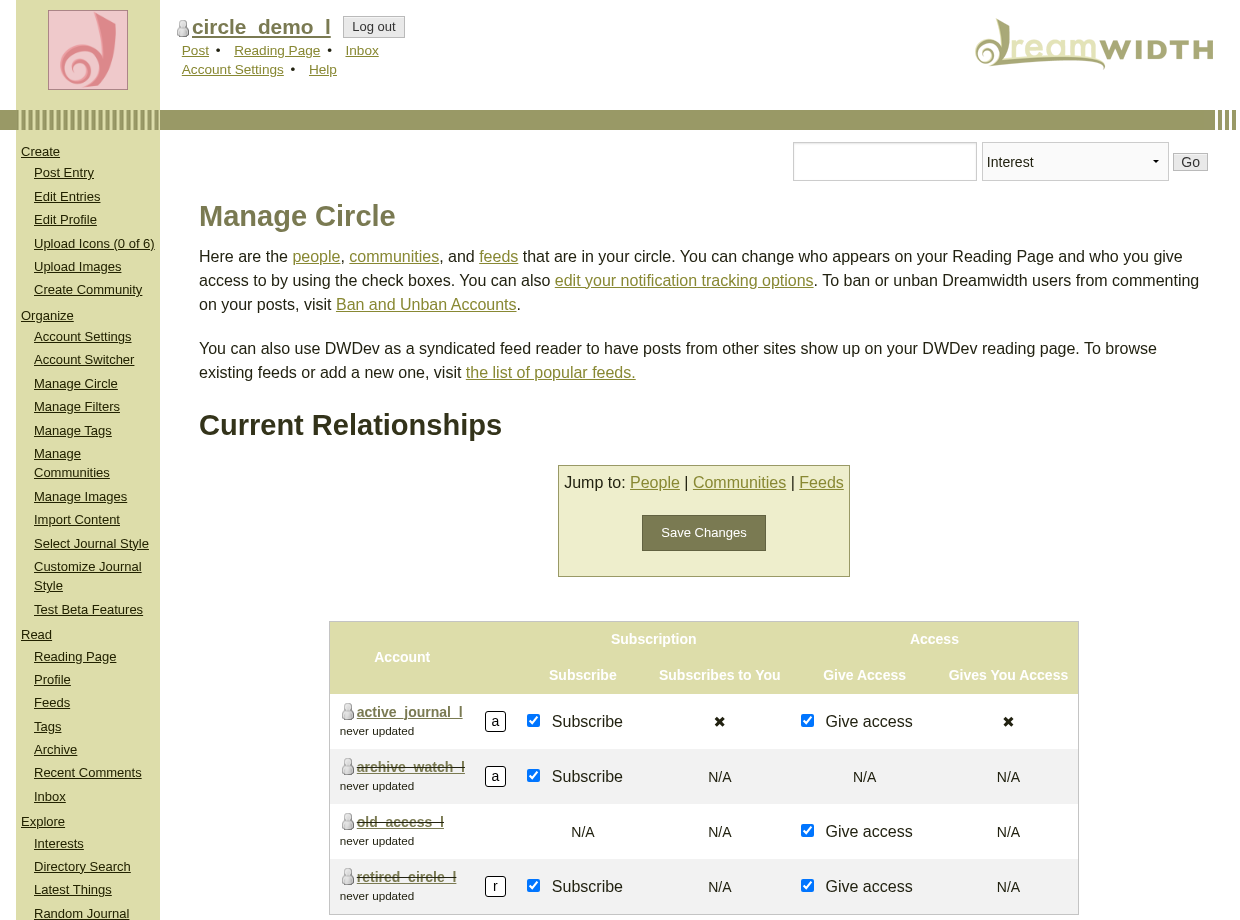 circle_demo_l Log out
Post • Reading Page • Inbox
Account Settings • Help
dreamWIDTH
Create
Post Entry
Edit Entries
Edit Profile
Upload Icons (0 of 6)
Upload Images
Create Community
Organize
Account Settings
Account Switcher
Manage Circle
Manage Filters
Manage Tags
Manage
Communities
Manage Images
Import Content
Select Journal Style
Customize Journal
Style
Test Beta Features
Read
Reading Page
Profile
Feeds
Tags
Archive
Recent Comments
Inbox
Explore
Interests
Directory Search
Latest Things
Random Journal
Interest Go
Manage Circle
Here are the people, communities, and feeds that are in your circle. You can change who appears on your Reading Page and who you give
access to by using the check boxes. You can also edit your notification tracking options. To ban or unban Dreamwidth users from commenting
on your posts, visit Ban and Unban Accounts.
You can also use DWDev as a syndicated feed reader to have posts from other sites show up on your DWDev reading page. To browse
existing feeds or add a new one, visit the list of popular feeds.
Current Relationships
Jump to: People | Communities | Feeds
Save Changes
Account Subscription Access
Subscribe Subscribes to You Give Access Gives You Access
active_journal_l a Subscribe ✖ Give access ✖
never updated
archive_watch_l a Subscribe N/A N/A N/A
never updated
old_access_l N/A N/A Give access N/A
never updated
retired_circle_l r Subscribe N/A Give access N/A
never updated